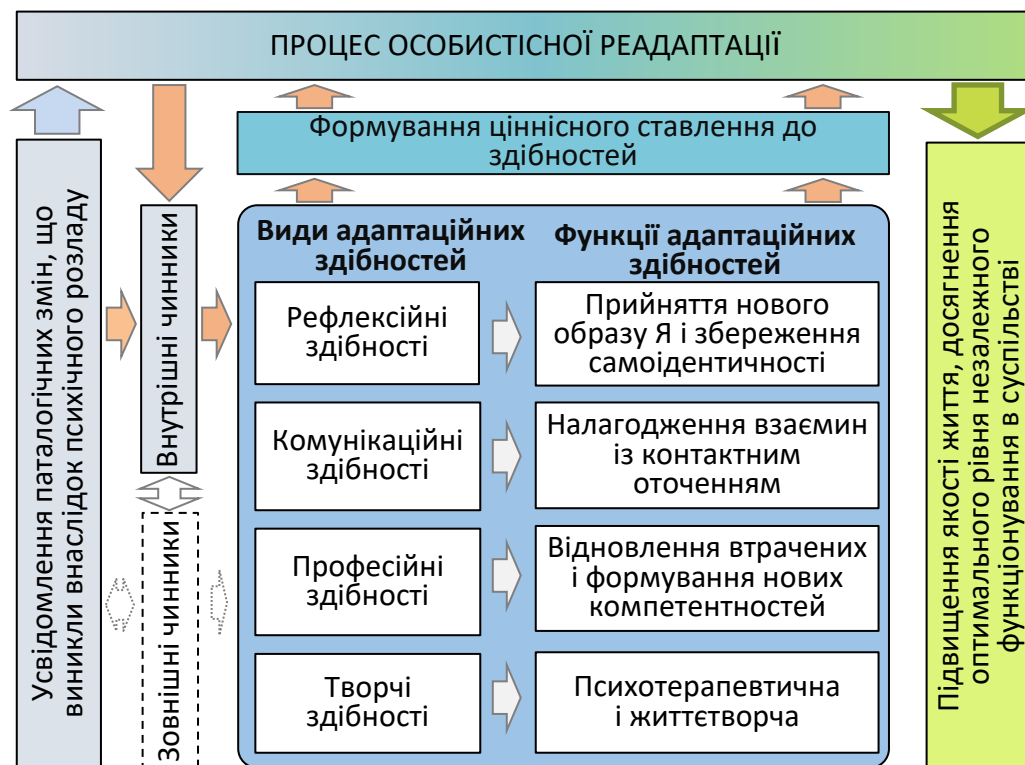 ПРОЦЕС ОСОБИСТІСНОЇ РЕАДАПТАЦІЇ
Формування ціннісного ставлення до
здібностей
Усвідомлення паталогічних змін, що
виникли внаслідок психічного розладу
Внутрішні чинники
Зовнішні чинники
Види адаптаційних
здібностей
Функції адаптаційних
здібностей
Рефлексійні
здібності
Прийняття нового
образу Я і збереження
самоідентичності
Комунікаційні
здібності
Налагодження взаємин
із контактним
оточенням
Професійні
здібності
Відновлення втрачених
і формування нових
компетентностей
Творчі
здібності
Психотерапевтична
і життєтворча
Підвищення якості життя, досягнення
оптимального рівня незалежного
функціонування в суспільстві